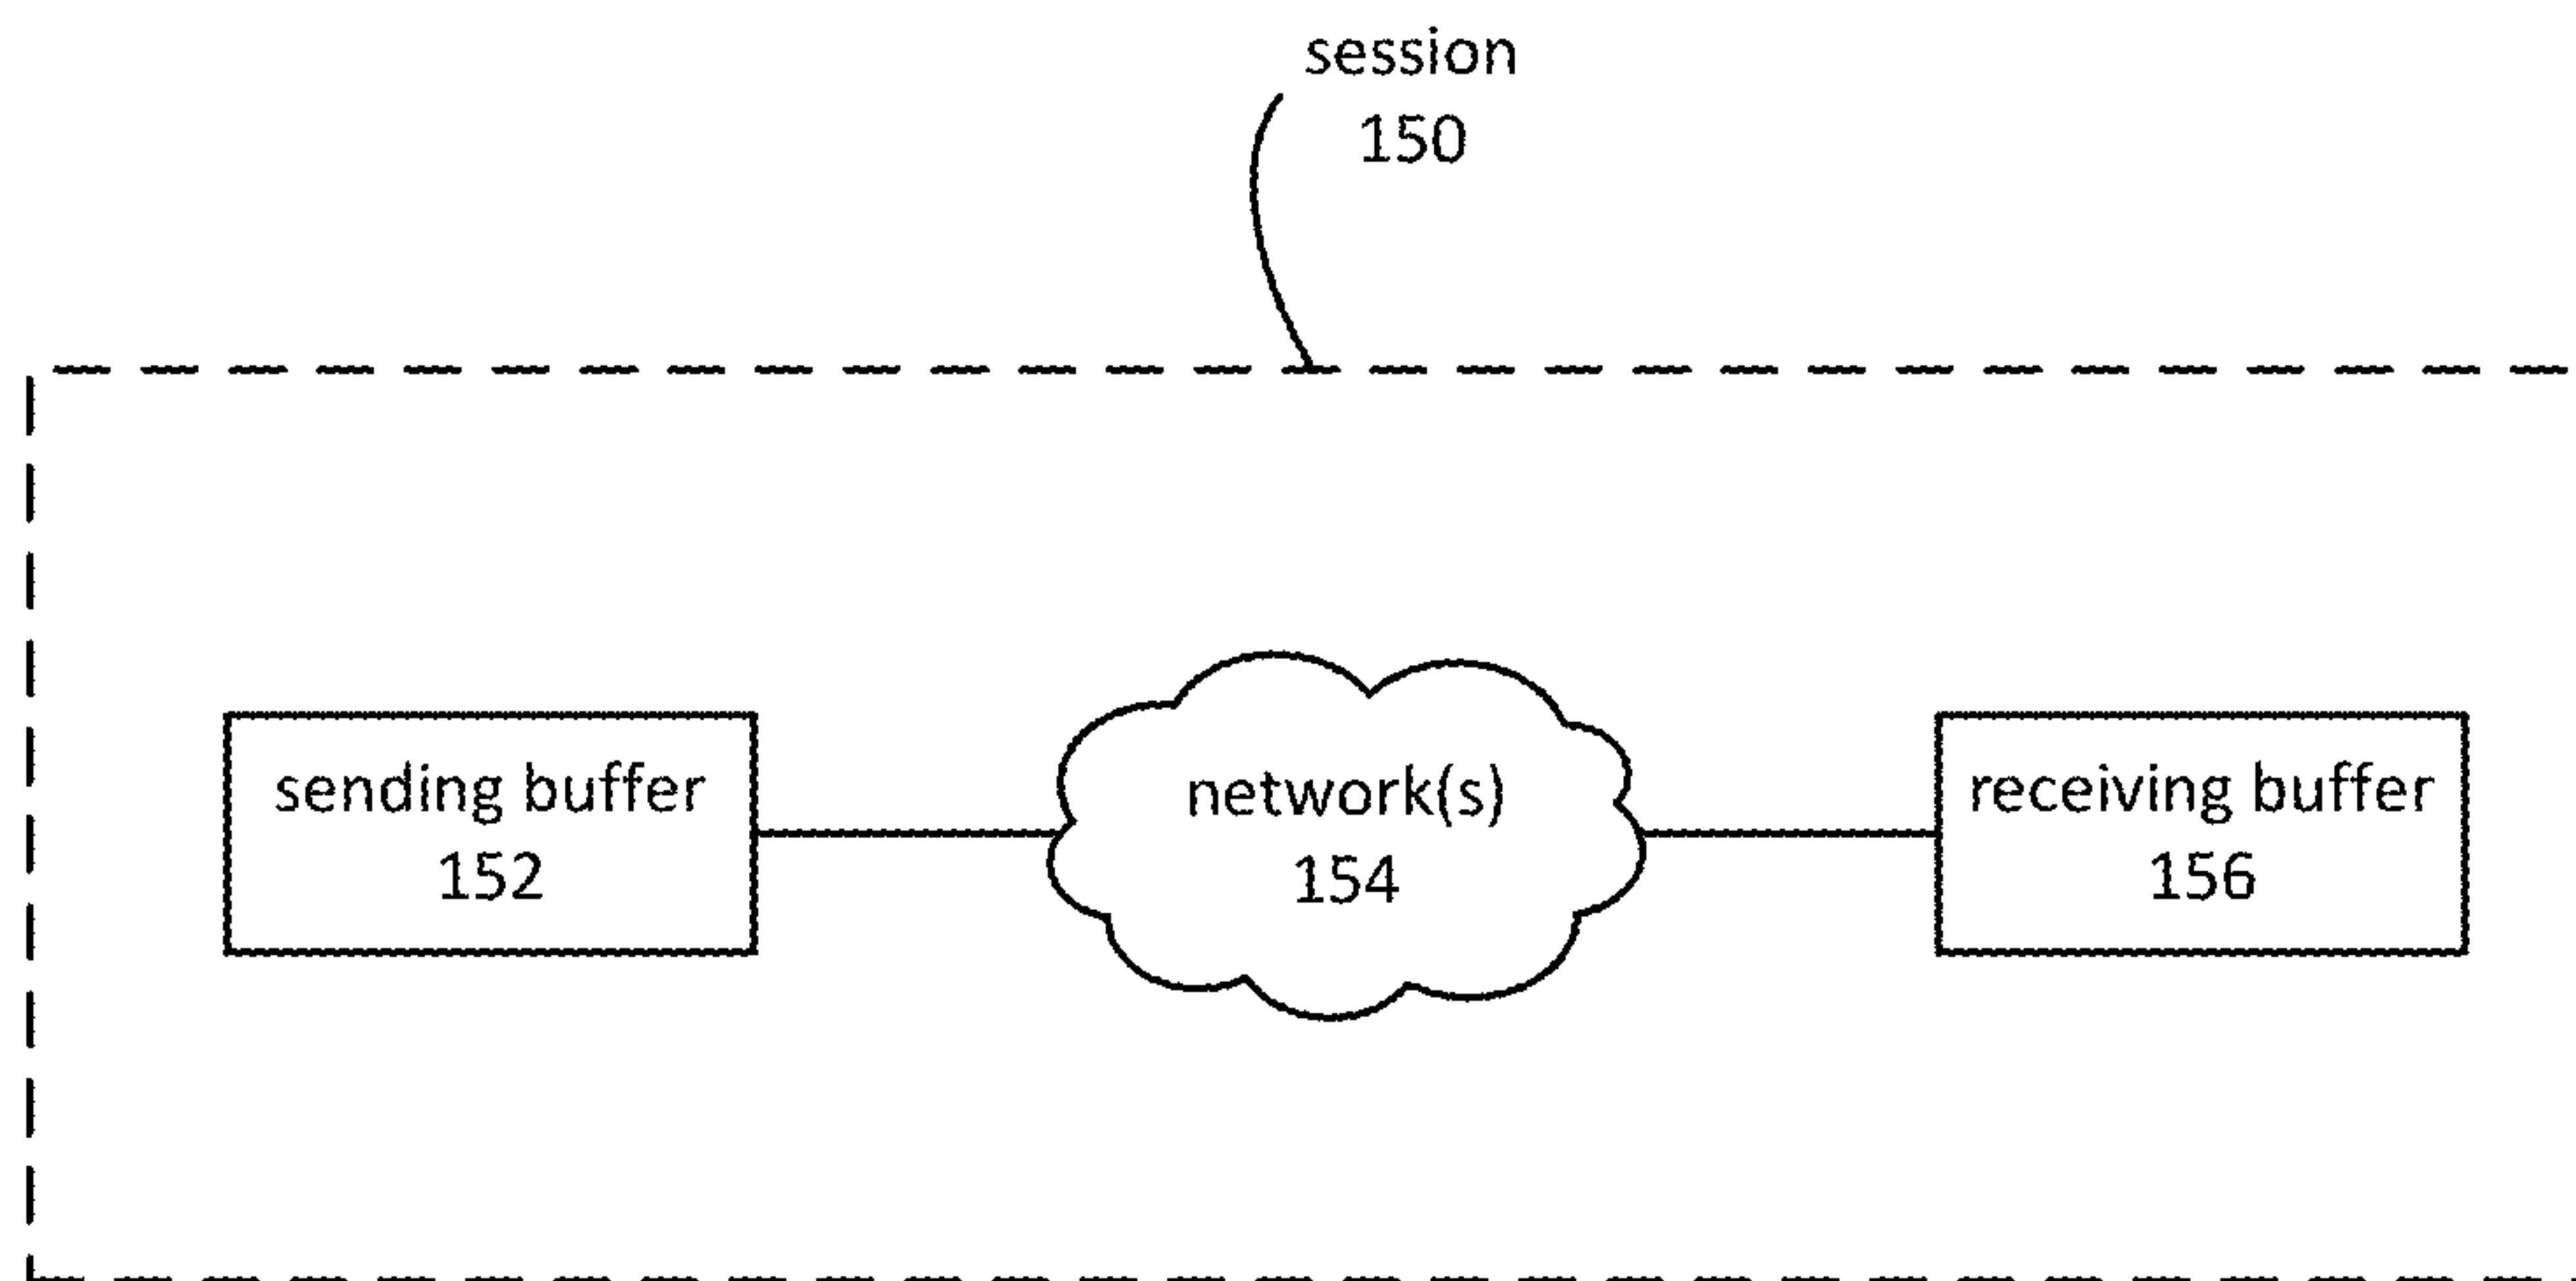 session
150
sending buffer
152
network(s)
154
receiving buffer
156